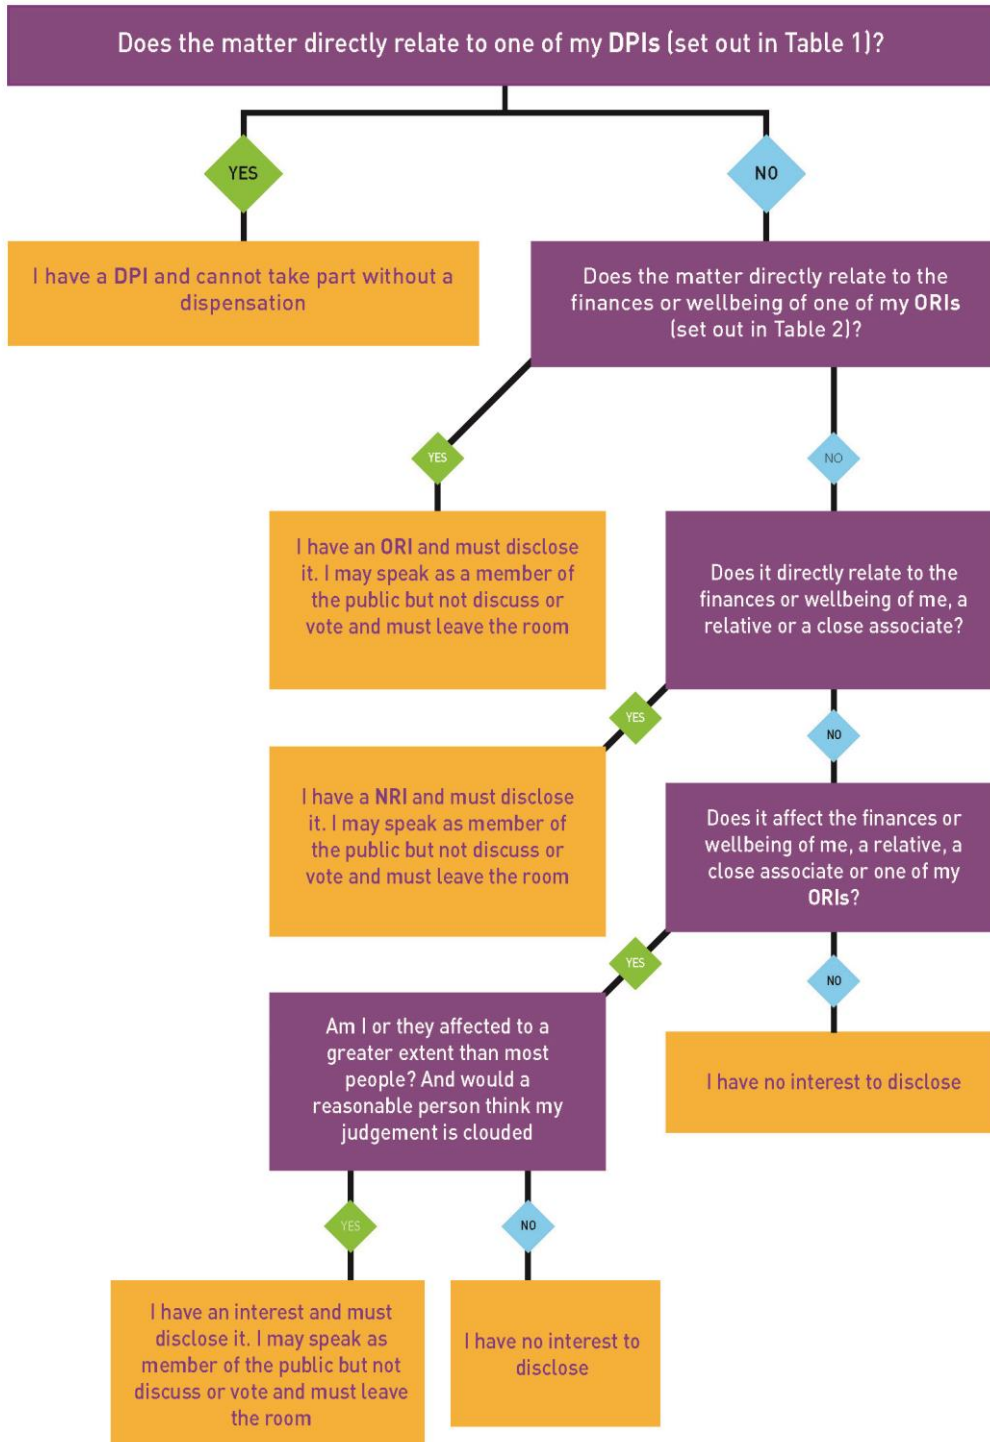 Does the matter directly relate to one of my DPIs (set out in Table 1)?
YES
NO
I have a DPI and cannot take part without a
dispensation
Does the matter directly relate to the
finances or wellbeing of one of my ORIs
(set out in Table 2)?
YES
NO
I have an ORI and must disclose
it. I may speak as a member of
the public but not discuss or
vote and must leave the room
Does it directly relate to the
finances or wellbeing of me, a
relative or a close associate?
YES
NO
I have a NRI and must disclose
it. I may speak as member of
the public but not discuss or
vote and must leave the room
Does it affect the finances or
wellbeing of me, a relative, a
close associate or one of my
ORIs?
YES
NO
Am I or they affected to a
greater extent than most
people? And would a
reasonable person think my
judgement is clouded
I have no interest to disclose
YES
NO
I have an interest and must
disclose it. I may speak as
member of the public but not
discuss or vote and must leave
the room
I have no interest to
disclose